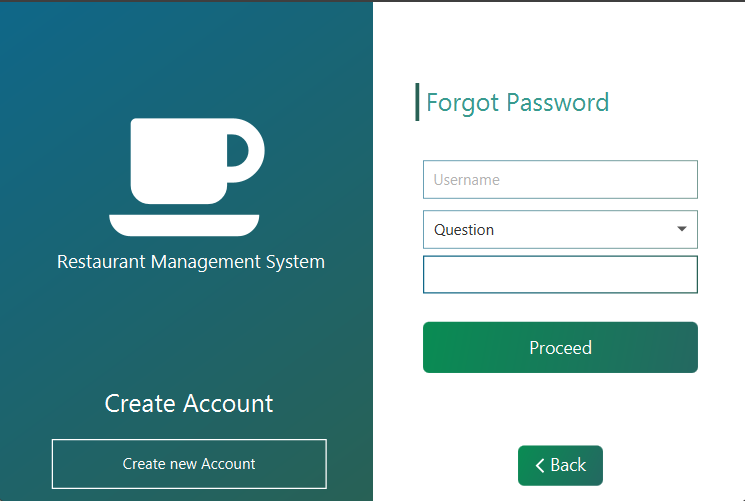 Restaurant Management System
Create Account
Create new Account
Forgot Password
Username
Question
Proceed
Back